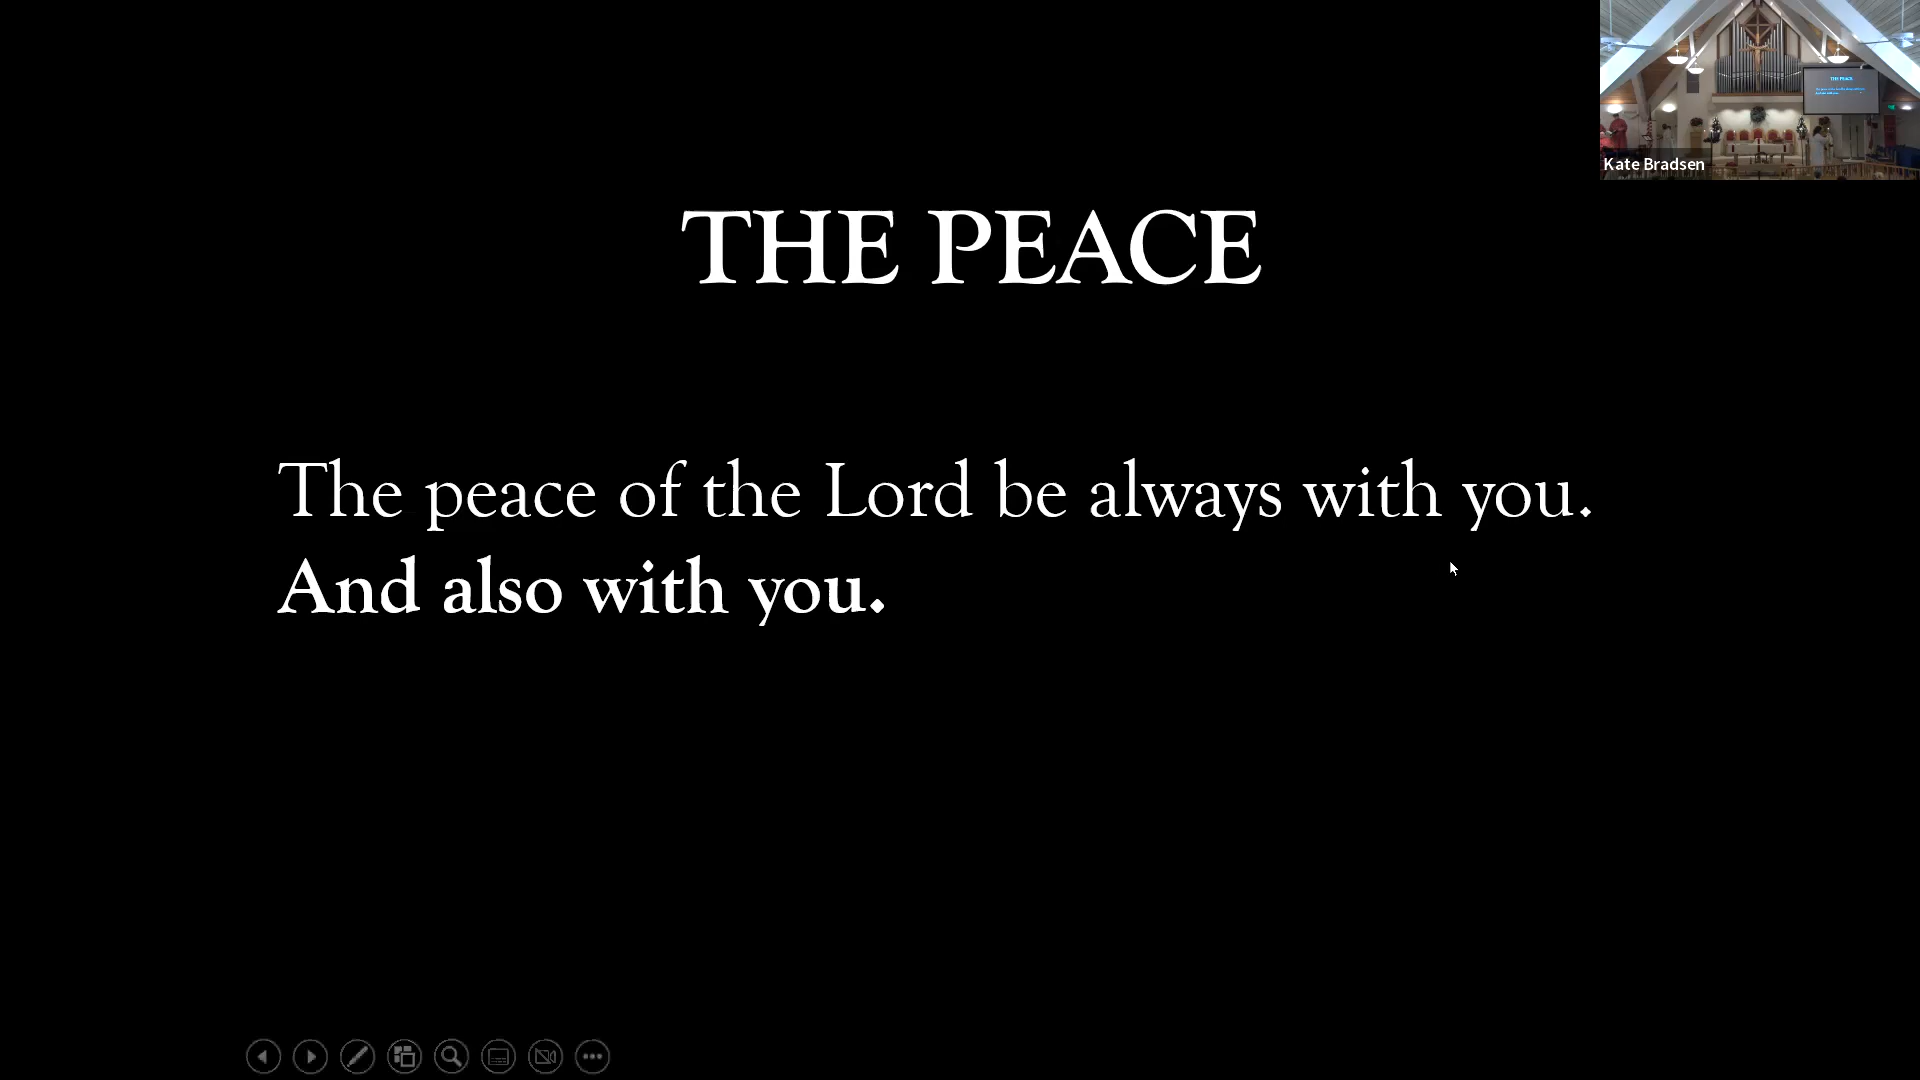 Kate Bradsen
THE PEACE
The peace of the Lord be always with you.
And also with you.